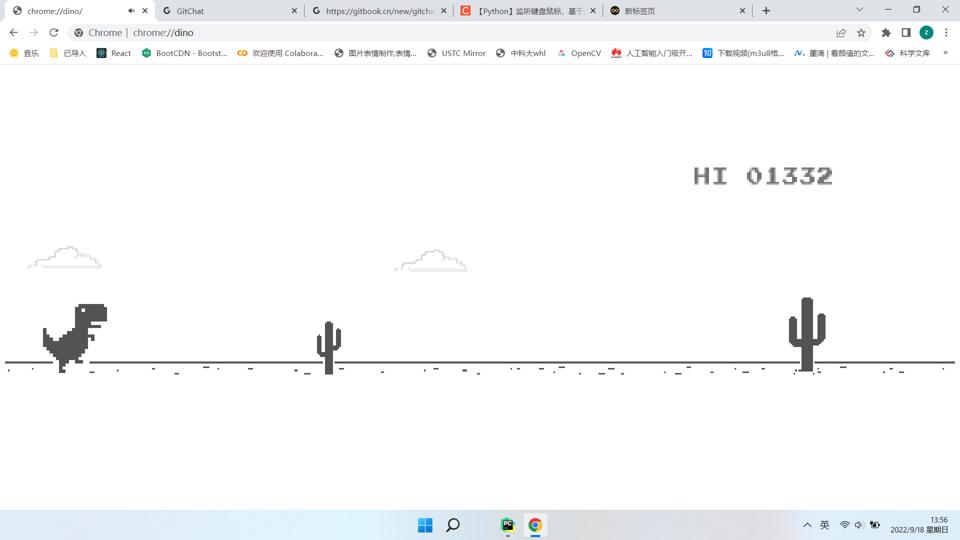 chrome://dino/
GitChat
https://gitbook.cn/new/gitcha
【Python】监听键盘鼠标，基于
新标签页
Chrome | chrome://dino
z
音乐
已导入
React
BootCDN - Bootst...
欢迎使用 Colabora...
图片表情制作,表情...
USTC Mirror
中科大whl
OpenCV
人工智能入门极开...
知
下载视频(m3u8格...
墨滴 | 看颜值的文...
科学文库
»
HI 01332
PC
英
13:56
2022/9/18 星期日